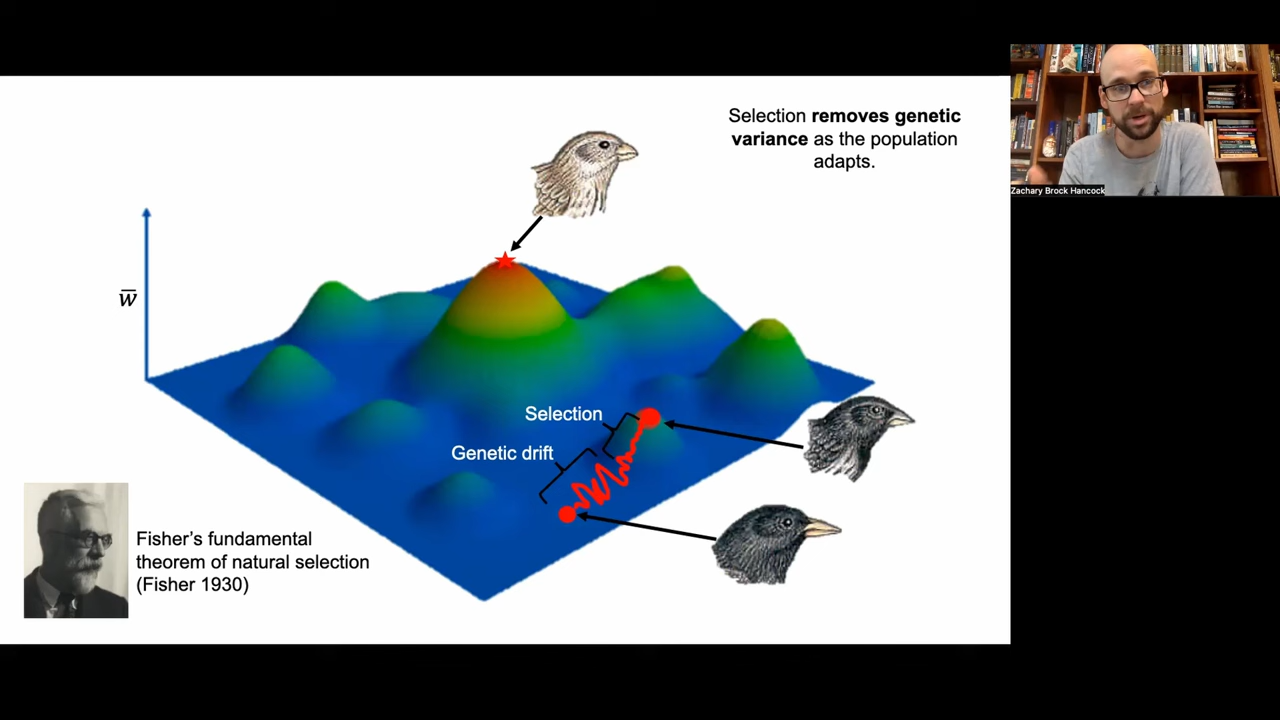 Selection removes genetic
variance as the population
adapts.
Zachary Brock Hancock
w̅
Selection
Genetic drift
Fisher’s fundamental
theorem of natural selection
(Fisher 1930)